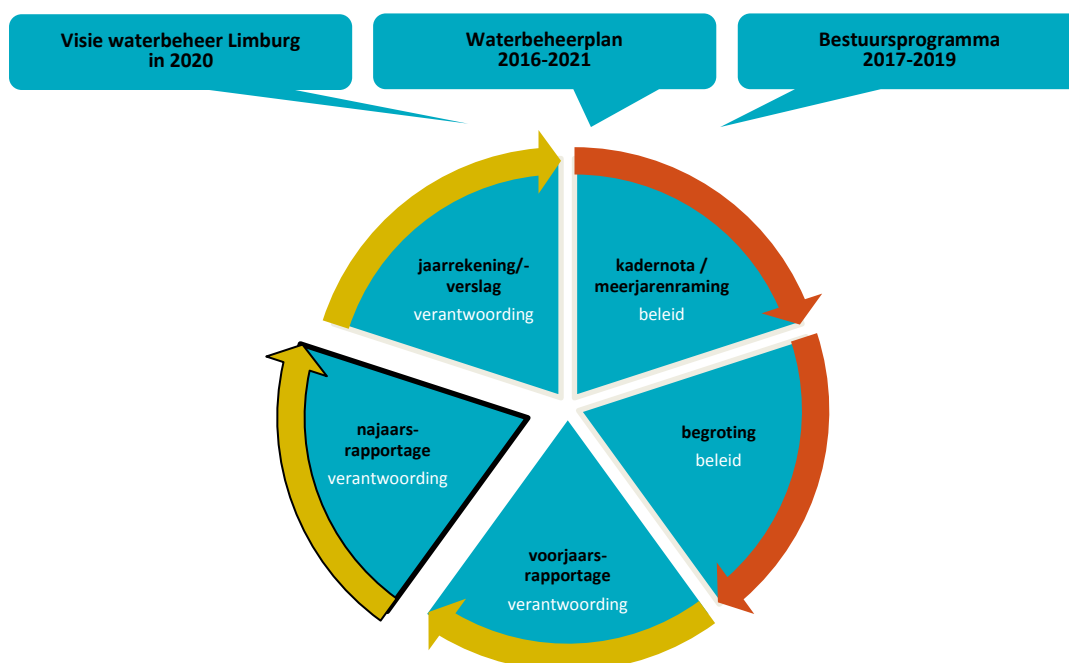 Visie waterbeheer Limburg
in 2020
Waterbeheerplan
2016-2021
Bestuursprogramma
2017-2019
jaarrekening/-
verslag
verantwoording
kadernota /
meerjarenraming
beleid
najaars-
rapportage
verantwoording
begroting
beleid
voorjaars-
rapportage
verantwoording